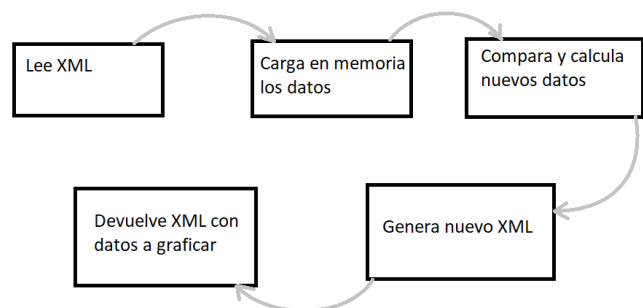 Lee XML
Carga en memoria
los datos
Compara y calcula
nuevos datos
Genera nuevo XML
Devuelve XML con
datos a graficar